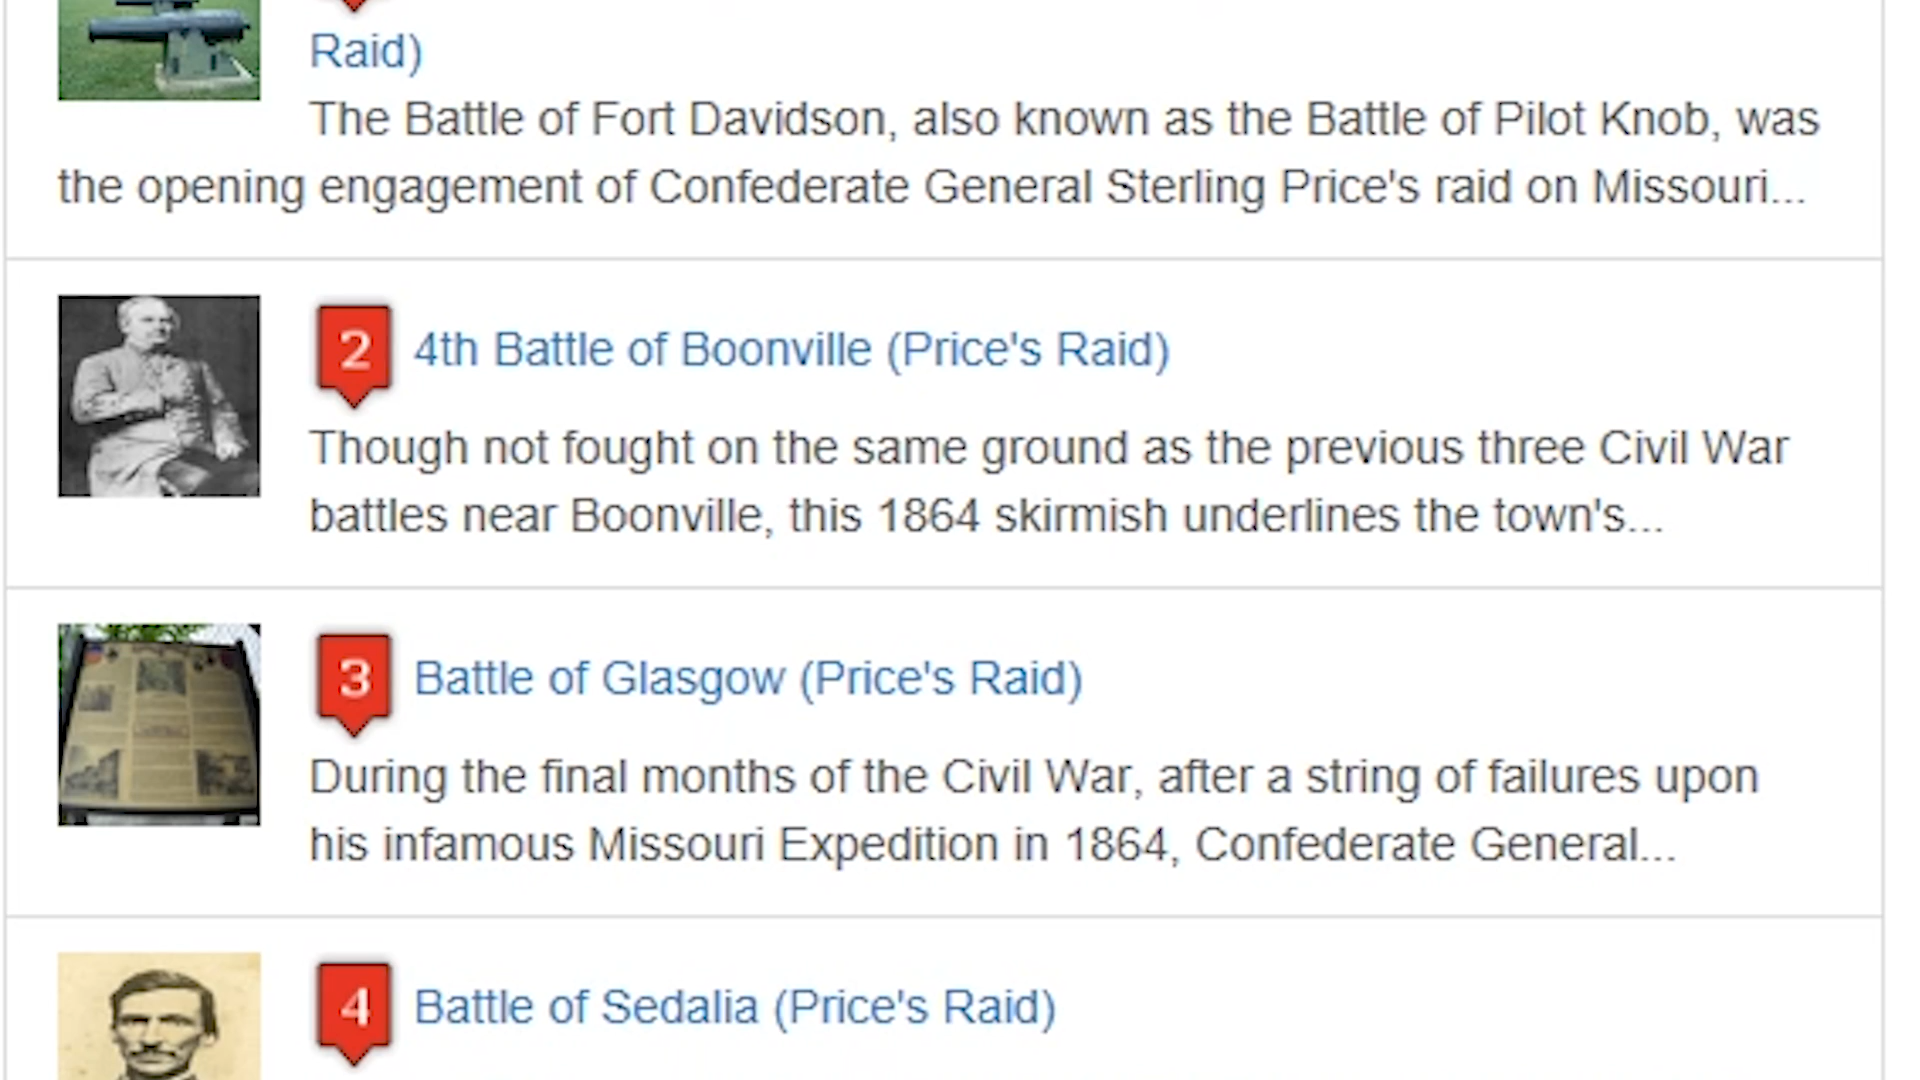 Raid)
The Battle of Fort Davidson, also known as the Battle of Pilot Knob, was
the opening engagement of Confederate General Sterling Price's raid on Missouri...
2 4th Battle of Boonville (Price's Raid)
Though not fought on the same ground as the previous three Civil War
battles near Boonville, this 1864 skirmish underlines the town's...
3 Battle of Glasgow (Price's Raid)
During the final months of the Civil War, after a string of failures upon
his infamous Missouri Expedition in 1864, Confederate General...
4 Battle of Sedalia (Price's Raid)